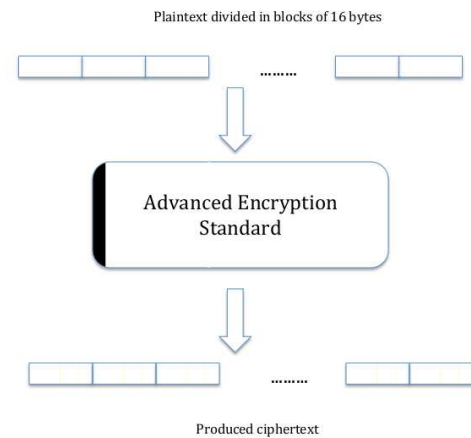 Plaintext divided in blocks of 16 bytes
………
Advanced Encryption
Standard
………
Produced ciphertext